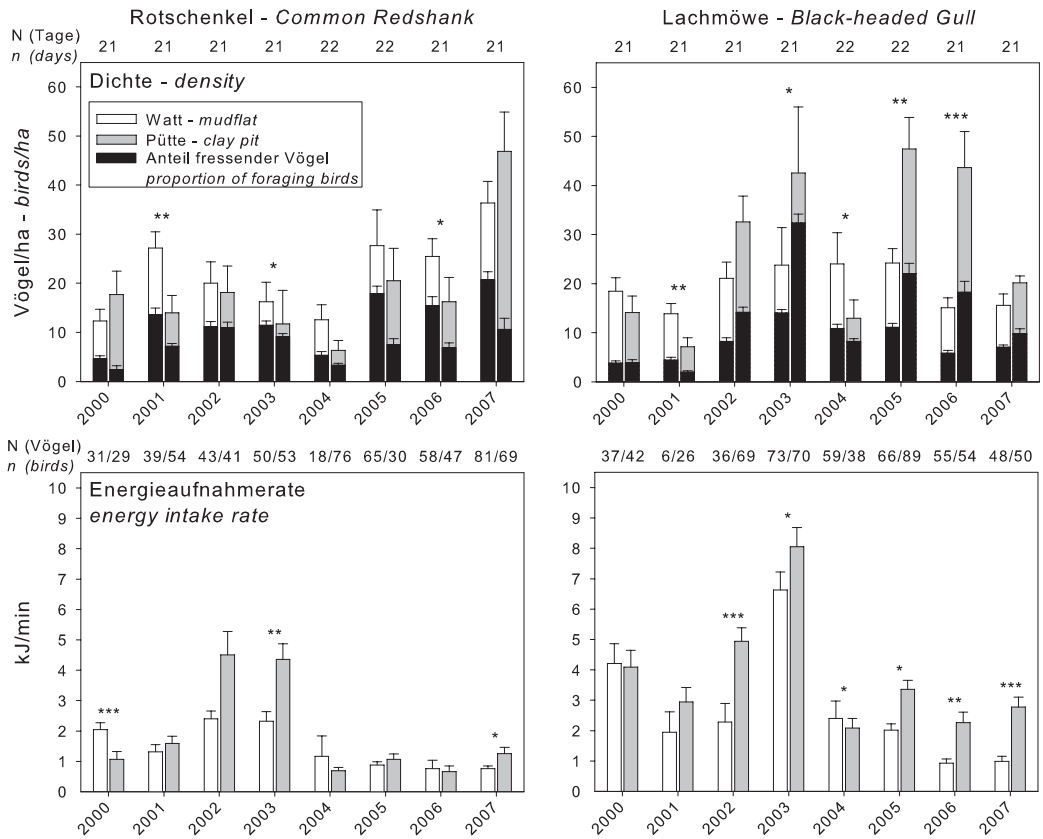 Rotschenkel - Common Redshank
Lachmöwe - Black-headed Gull
N (Tage)
n (days)
21 21 21 21 22 22 21 21
21 21 21 21 22 22 21 21
Dichte - density
Watt - mudflat
Pütte - clay pit
Anteil fressender Vögel
proportion of foraging birds
Vögel/ha - birds/ha
60
50
40
30
20
10
0
** * *
2000 2001 2002 2003 2004 2005 2006 2007
60
50
40
30
20
10
0
** * * ** ***
2000 2001 2002 2003 2004 2005 2006 2007
N (Vögel)
n (birds)
31/29 39/54 43/41 50/53 18/76 65/30 58/47 81/69
37/42 6/26 36/69 73/70 59/38 66/89 55/54 48/50
Energieaufnahmerate
energy intake rate
kJ/min
10
9
8
7
6
5
4
3
2
1
0
*** ** *
2000 2001 2002 2003 2004 2005 2006 2007
10
9
8
7
6
5
4
3
2
1
0
*** * * * ** ***
2000 2001 2002 2003 2004 2005 2006 2007